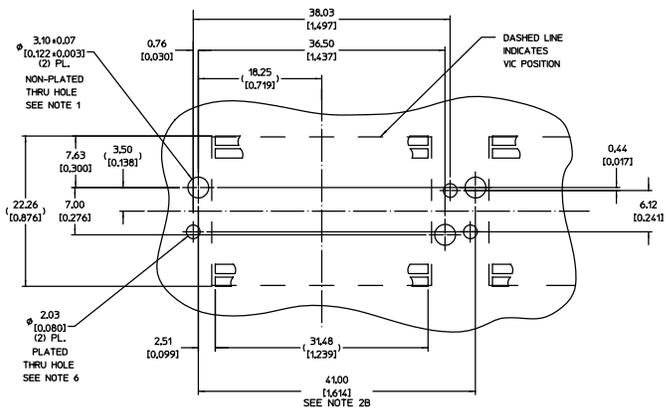 38.03
[1.497]
0.76
[0.030]
36.50
[1.437]
(18.25)
[0.719]
ø 3.10±0.07
[0.122±0.003]
(2) PL.
NON-PLATED
THRU HOLE
SEE NOTE 1
DASHED LINE
INDICATES
VIC POSITION
7.63
[0.300]
(3.50)
[0.138]
0.44
[0.017]
(22.26)
[0.876]
7.00
[0.276]
6.12
[0.241]
ø 2.03
[0.080]
(2) PL.
PLATED
THRU HOLE
SEE NOTE 6
2.51
[0.099]
(31.48)
[1.239]
41.00
[1.614]
SEE NOTE 2B